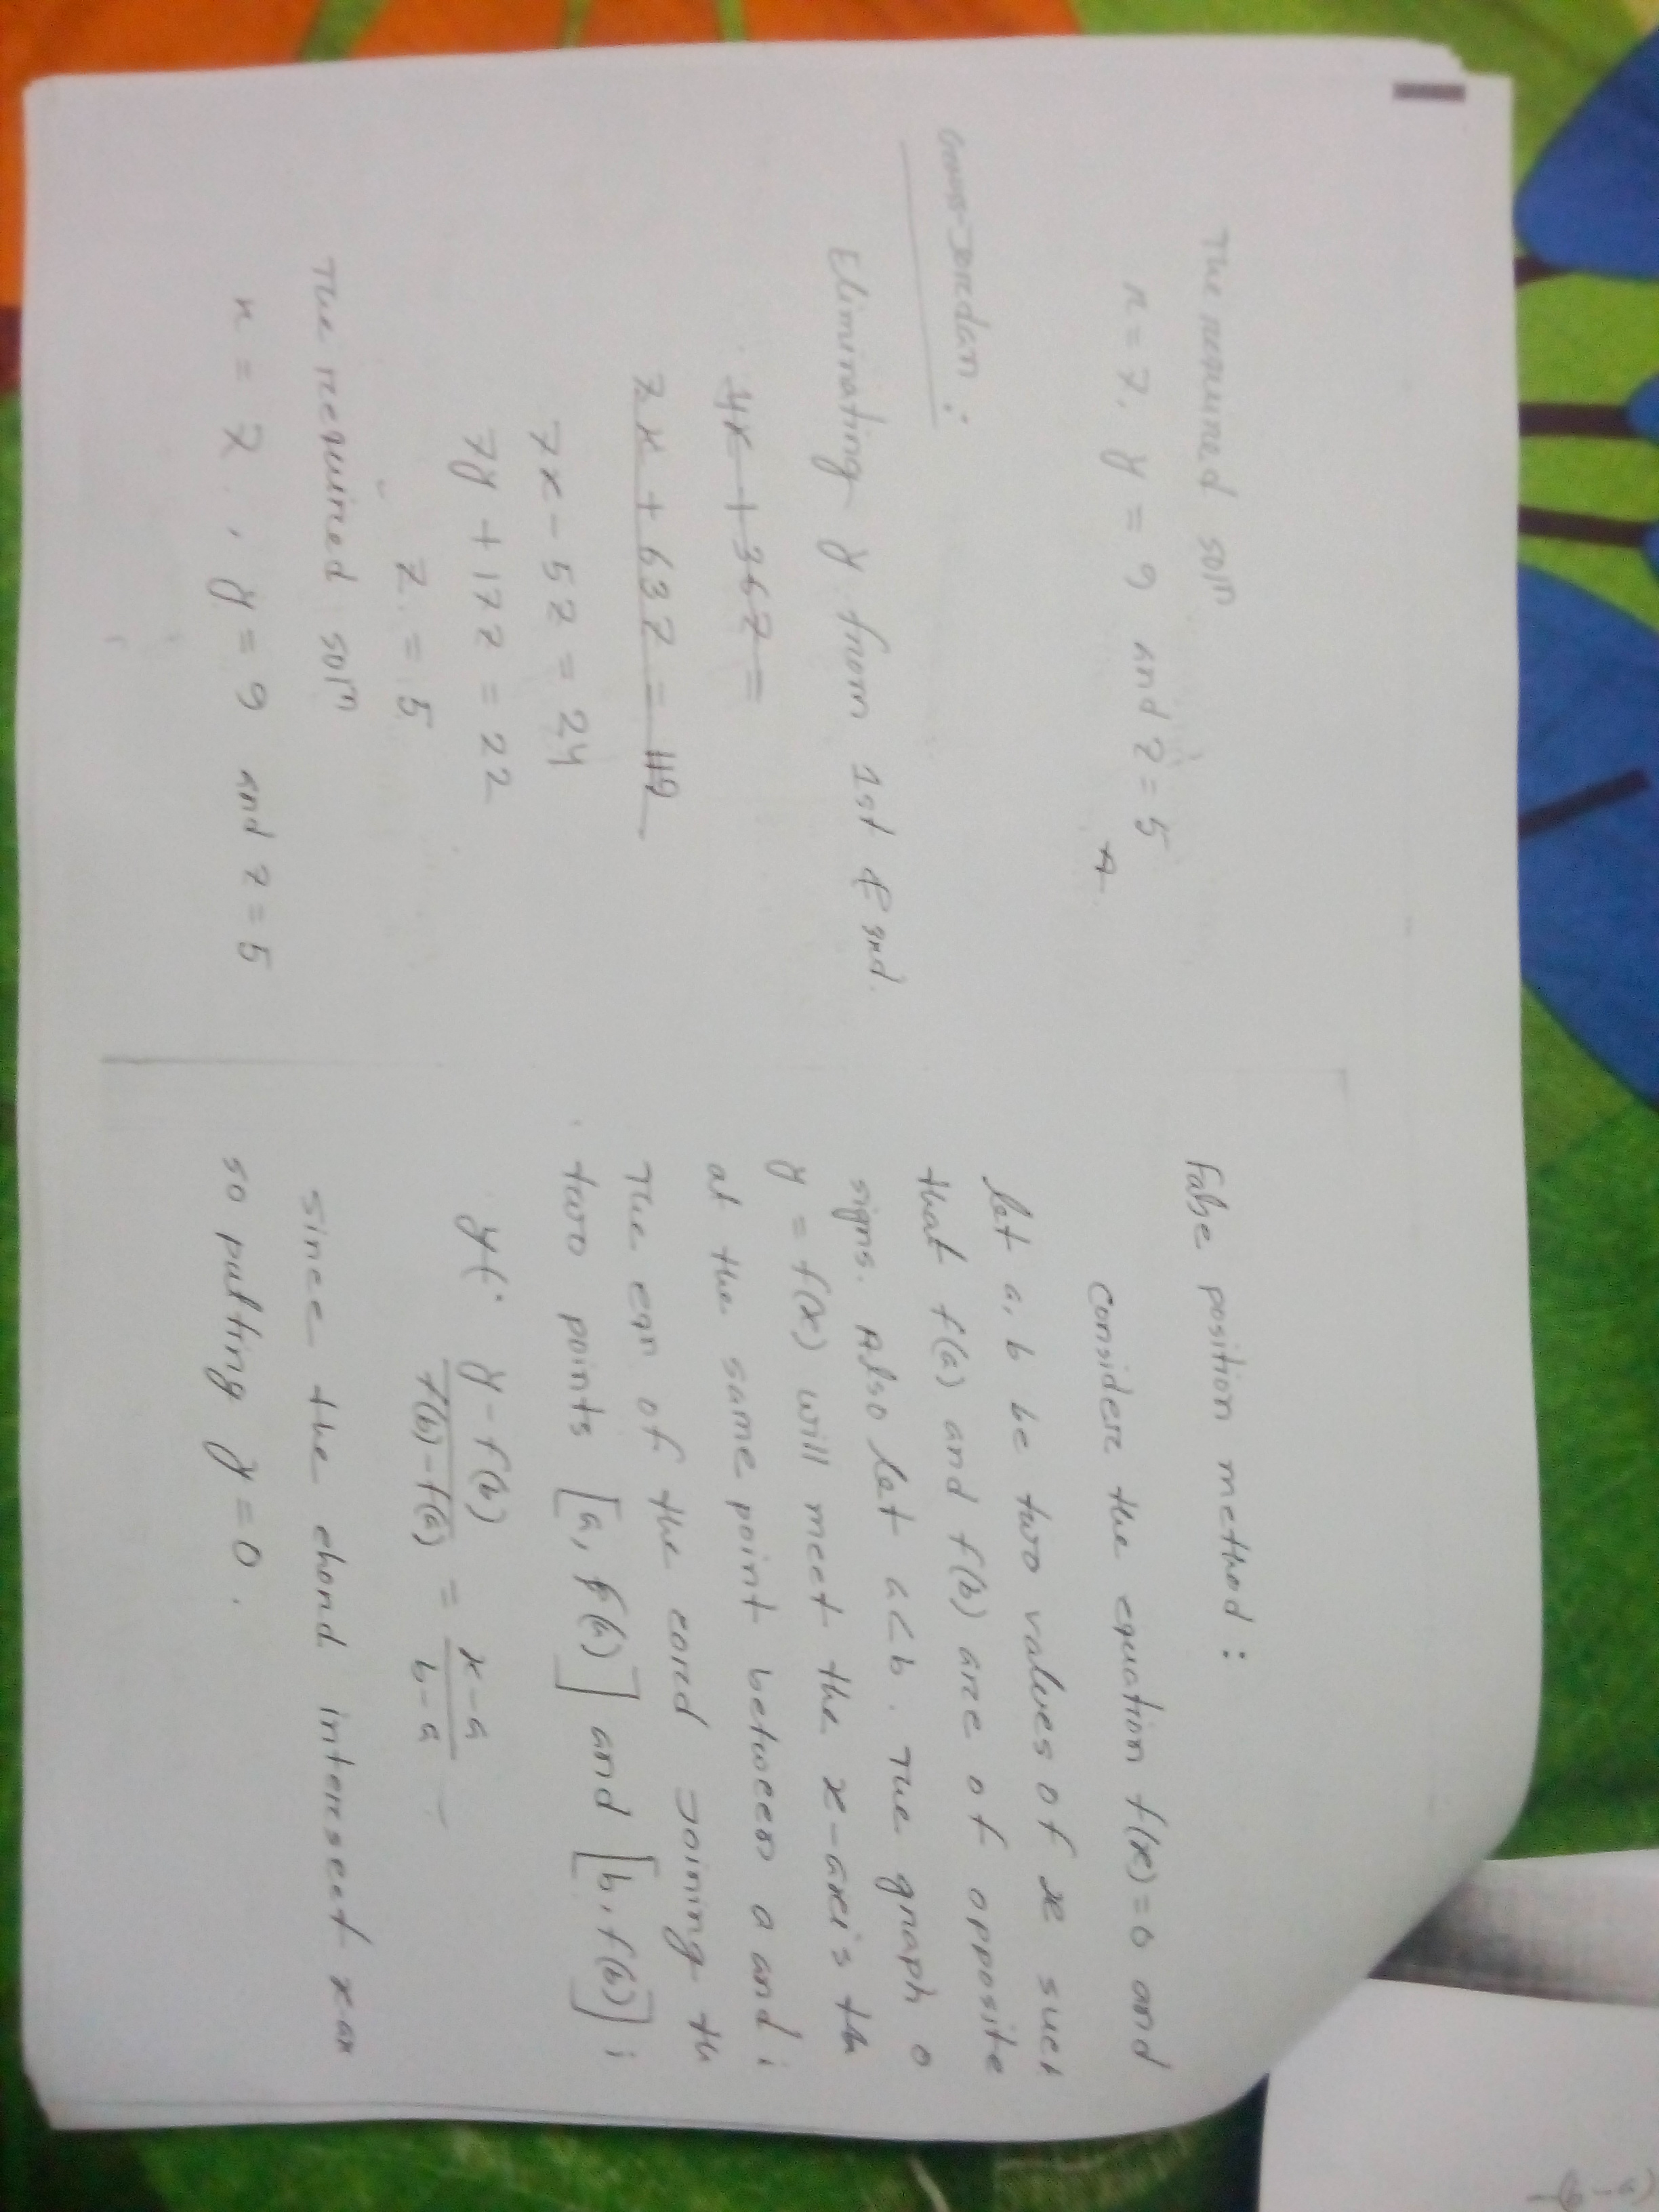 The required soln
x = 7, y = 9 and z = 5
Gauss-Jordan :
Eliminating y from 1st & 3rd.
4x + 36z =
7x + 63z = 119
7x - 5z = 24
7y + 17z = 22
z = 5
The required soln
x = 7, y = 9 and z = 5
False position method :
Consider the equation f(x) = 0 and
let a, b be two values of x such
that f(a) and f(b) are of opposite
signs. Also let a < b. The graph o
y = f(x) will meet the x-axis th
at the same point between a and
The eqn of the cord Joining th
two points [a, f(a)] and [b, f(b)] i
y - f(b) / f(b) - f(a) = x - a / b - a
since the chord intersect x ax
so putting y = 0.